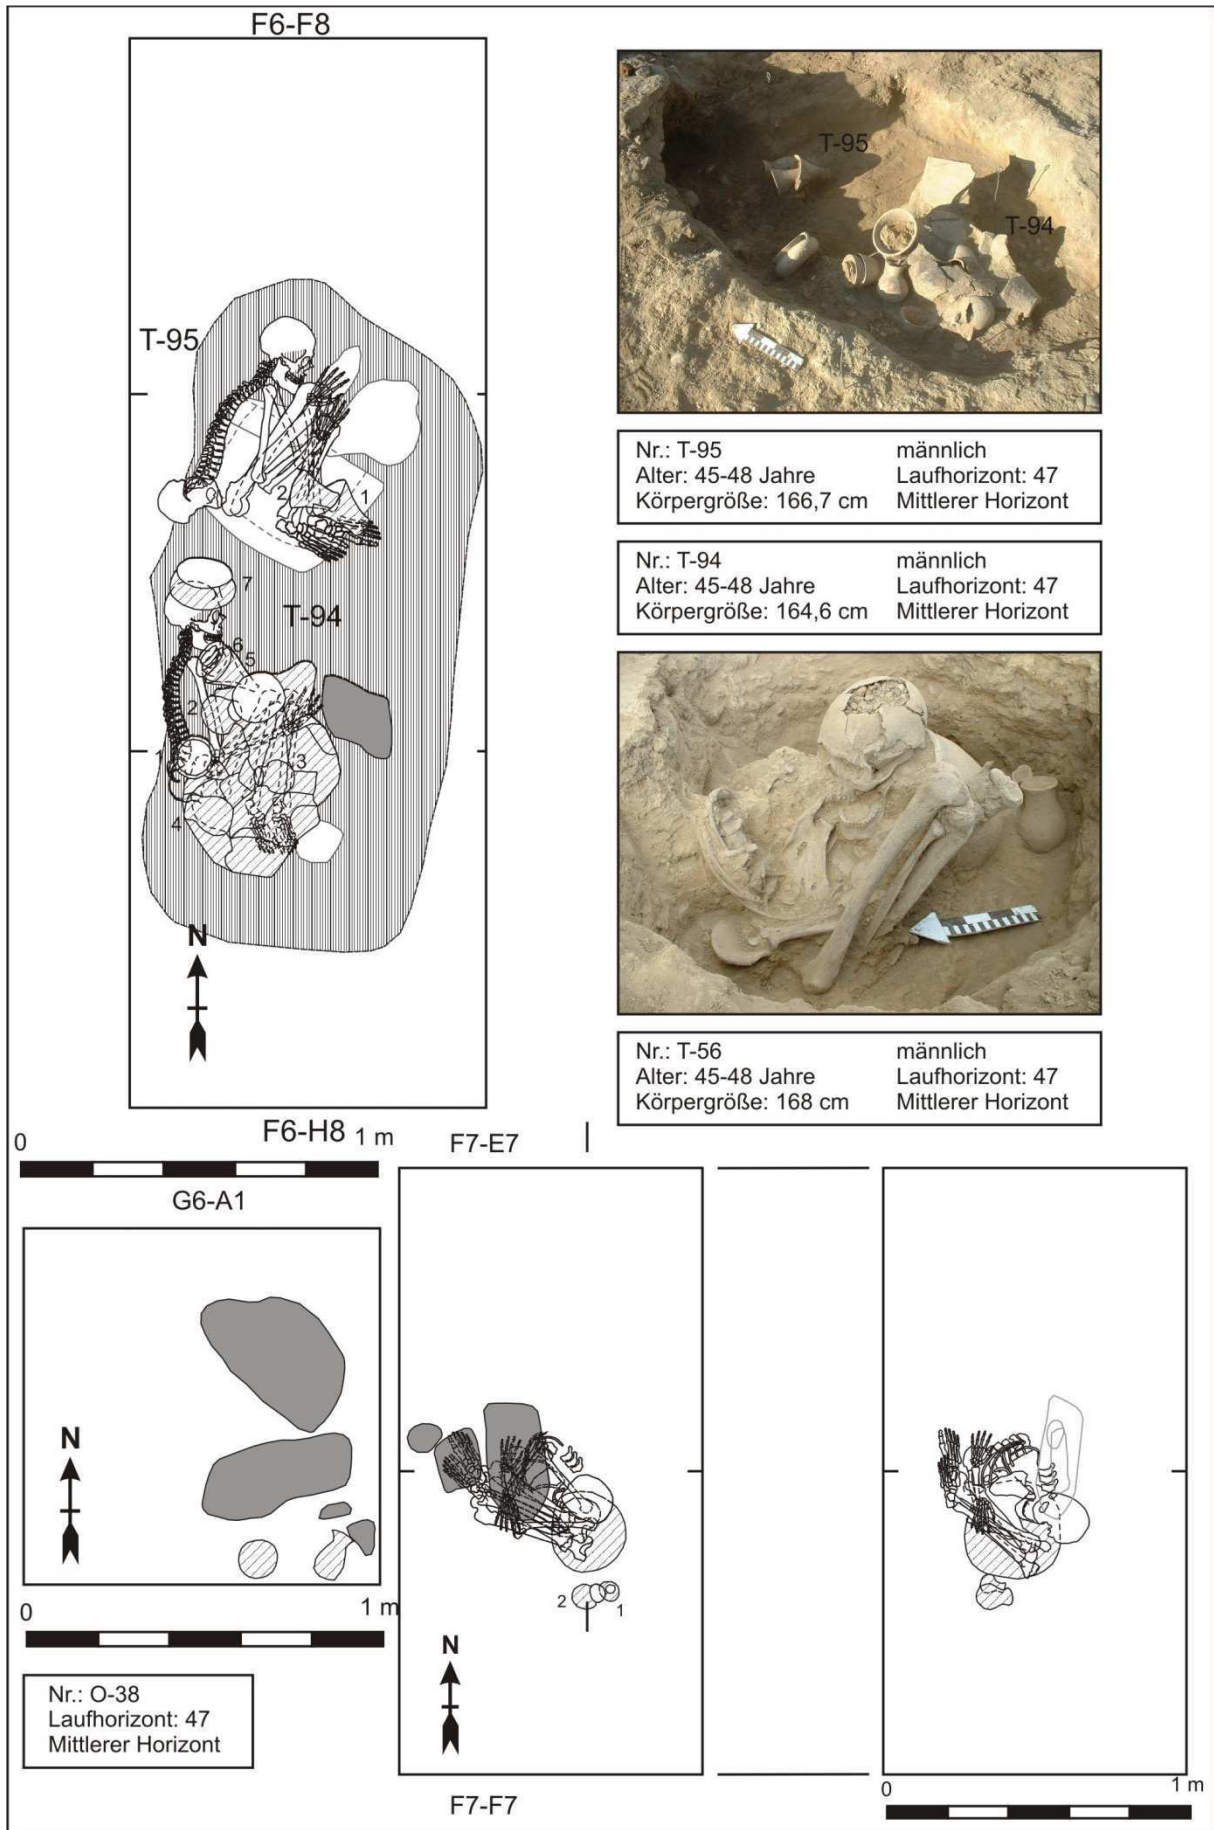 F6-F8
T-95
2
1
7
T-94
6
5
2
3
1
4
N
F6-H8
T-95
T-94
Nr.: T-95 männlich
Alter: 45-48 Jahre Laufhorizont: 47
Körpergröße: 166,7 cm Mittlerer Horizont
Nr.: T-94 männlich
Alter: 45-48 Jahre Laufhorizont: 47
Körpergröße: 164,6 cm Mittlerer Horizont
Nr.: T-56 männlich
Alter: 45-48 Jahre Laufhorizont: 47
Körpergröße: 168 cm Mittlerer Horizont
0 1 m
G6-A1
N
0 1 m
Nr.: O-38
Laufhorizont: 47
Mittlerer Horizont
F7-E7
2 1
N
F7-F7
0 1 m